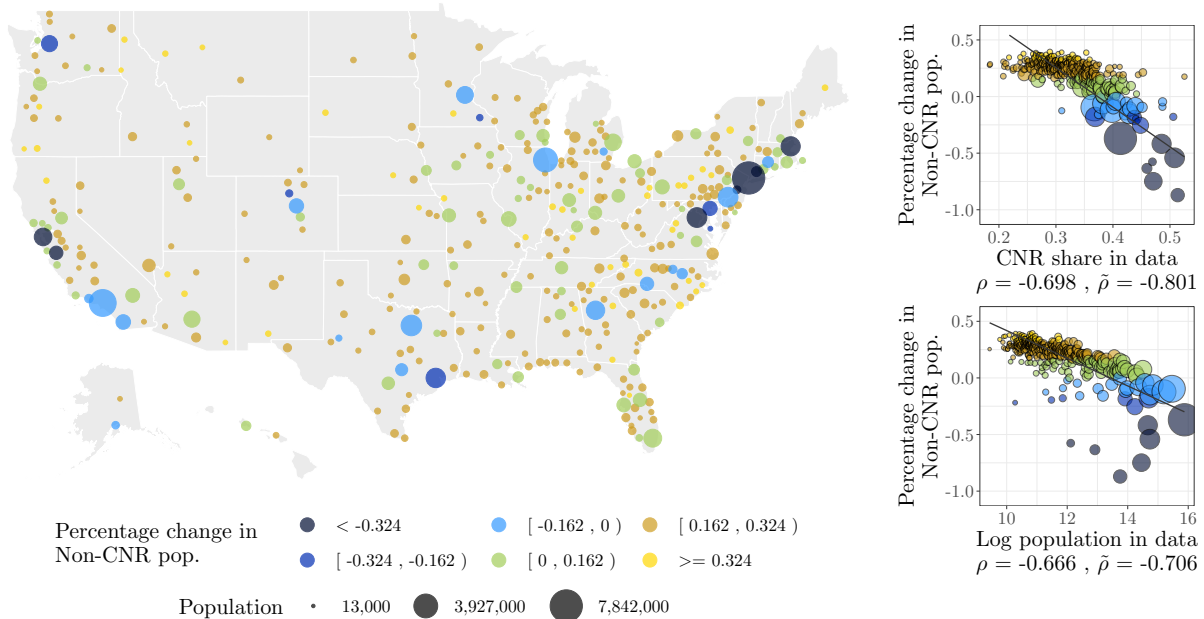 Percentage change in
Non-CNR pop.
0.5
0.0
-0.5
-1.0
0.2 0.3 0.4 0.5
CNR share in data
ρ = -0.698 , ρ̃ = -0.801
Percentage change in
Non-CNR pop.
0.5
0.0
-0.5
-1.0
10 12 14 16
Log population in data
ρ = -0.666 , ρ̃ = -0.706
Percentage change in
Non-CNR pop.
< -0.324
[ -0.162 , 0 )
[ 0.162 , 0.324 )
[ -0.324 , -0.162 )
[ 0 , 0.162 )
>= 0.324
Population 13,000 3,927,000 7,842,000